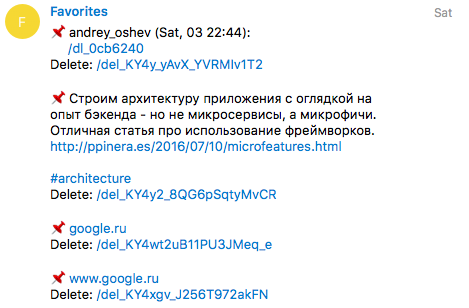 F
Favorites
Sat
📌 andrey_oshev (Sat, 03 22:44):
/dl_0cb6240
Delete: /del_KY4y_yAvX_YVRMIv1T2
📌 Строим архитектуру приложения с оглядкой на
опыт бэкенда - но не микросервисы, а микрофичи.
Отличная статья про использование фреймворков.
http://ppinera.es/2016/07/10/microfeatures.html
#architecture
Delete: /del_KY4y2_8QG6pSqtyMvCR
📌 google.ru
Delete: /del_KY4wt2uB11PU3JMeq_e
📌 www.google.ru
Delete: /del_KY4xgv_J256T972akFN